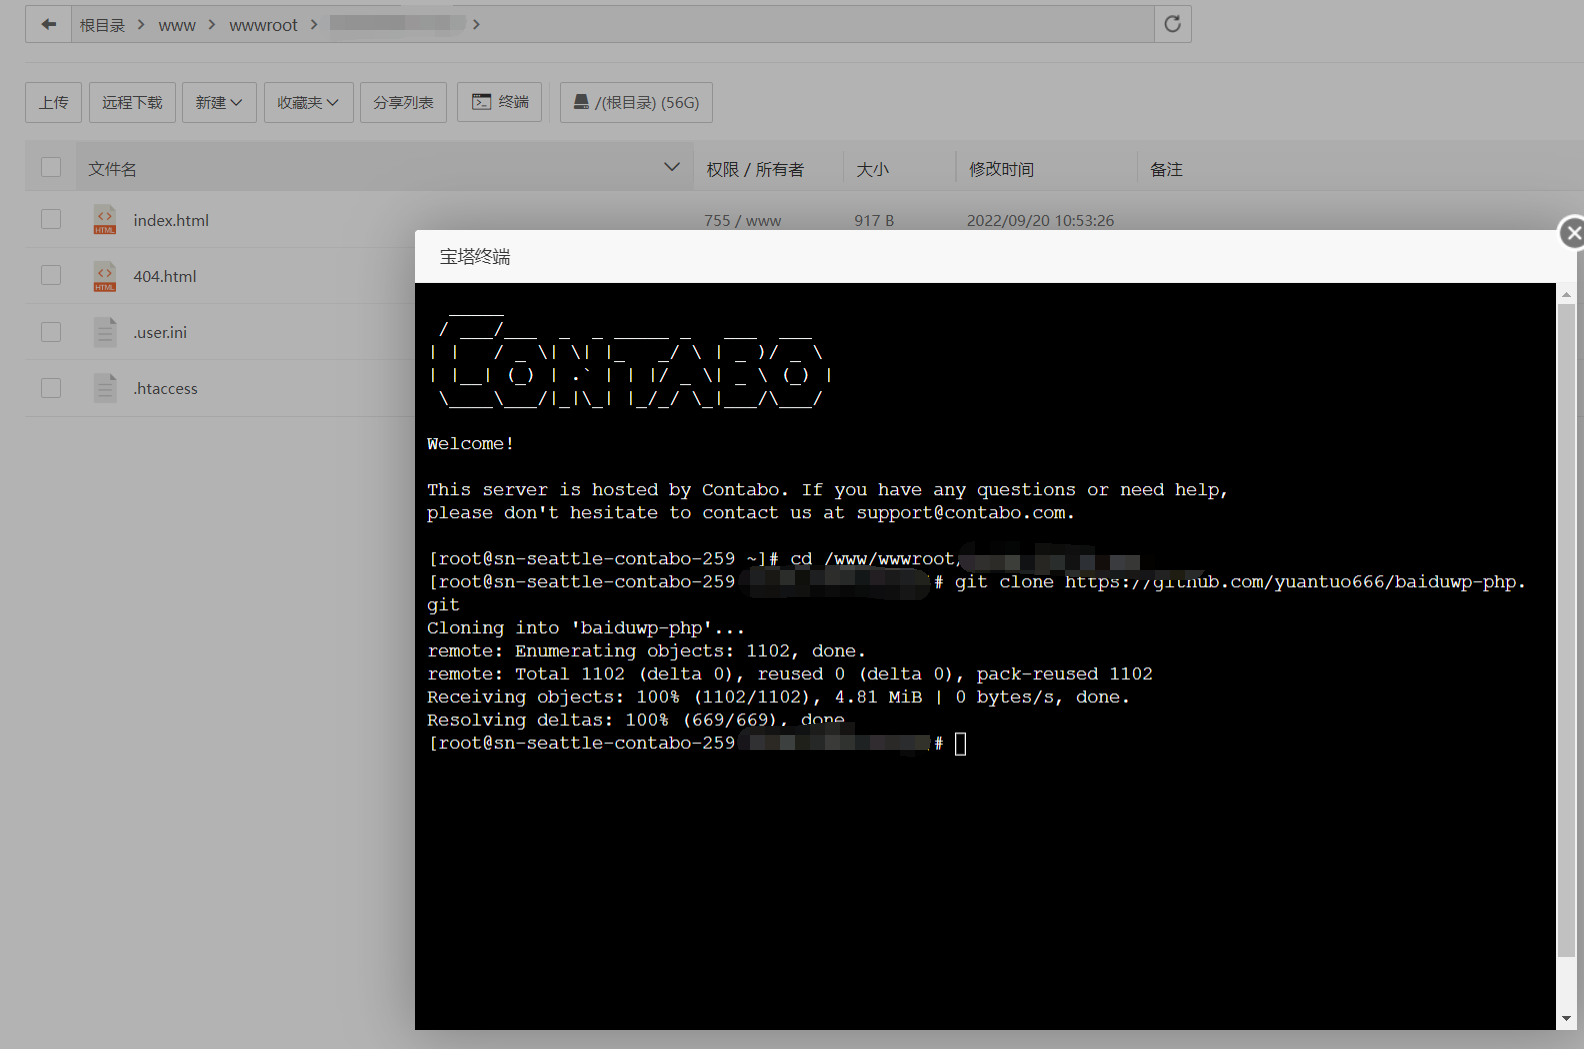 根目录 > www > wwwroot > >
上传 远程下载 新建 收藏夹 分享列表 终端 /(根目录) (56G)
文件名 权限 / 所有者 大小 修改时间 备注
index.html 755 / www 917 B 2022/09/20 10:53:26
404.html
.user.ini
.htaccess
宝塔终端
CONTABO
Welcome!
This server is hosted by Contabo. If you have any questions or need help,
please don't hesitate to contact us at support@contabo.com.
[root@sn-seattle-contabo-259 ~]# cd /www/wwwroot/
[root@sn-seattle-contabo-259 ]# git clone https://github.com/yuantuo666/baiduwp-php.
git
Cloning into 'baiduwp-php'...
remote: Enumerating objects: 1102, done.
remote: Total 1102 (delta 0), reused 0 (delta 0), pack-reused 1102
Receiving objects: 100% (1102/1102), 4.81 MiB | 0 bytes/s, done.
Resolving deltas: 100% (669/669), done.
[root@sn-seattle-contabo-259 ]#